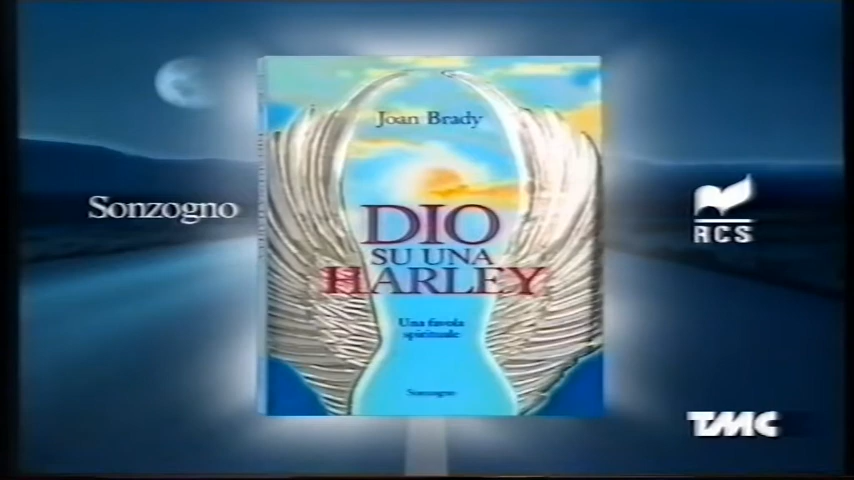 Joan Brady
Sonzogno
DIO
SU UNA
HARLEY
RCS
Una favola
spirituale
Sonzogno
TMC